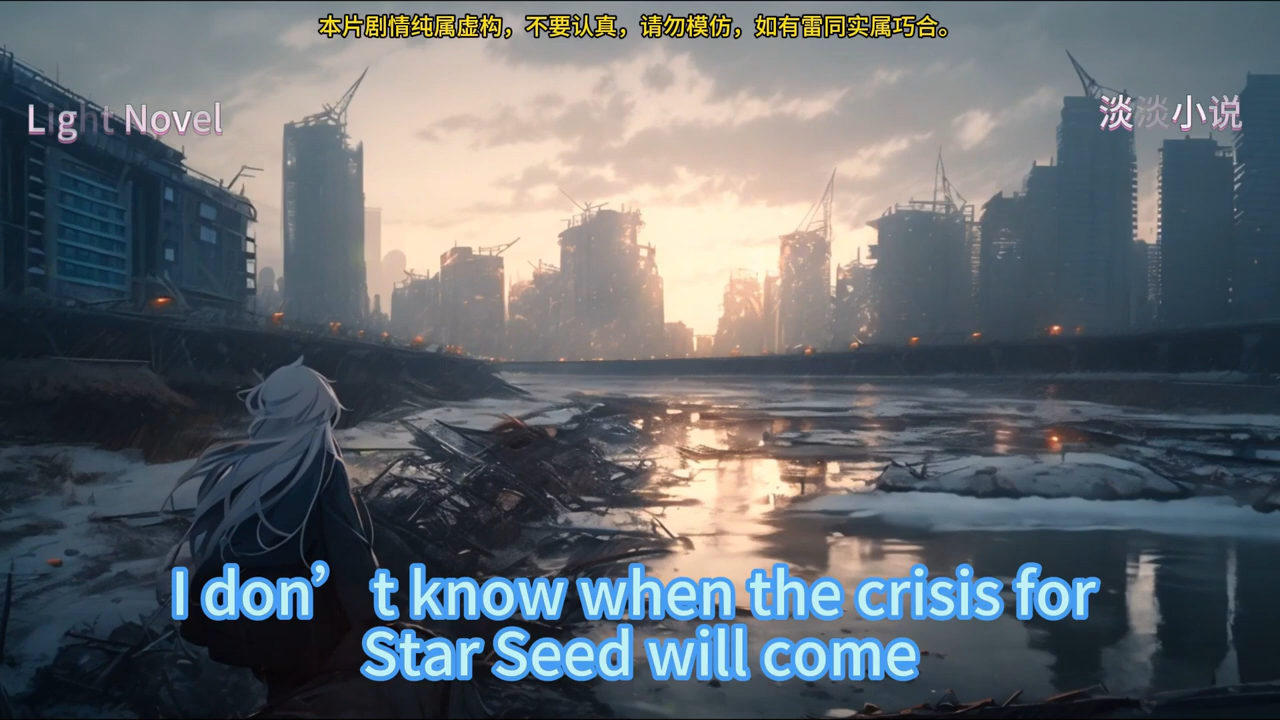 本片剧情纯属虚构，不要认真，请勿模仿，如有雷同实属巧合。
Light Novel
淡淡小说
I don’t know when the crisis for
Star Seed will come